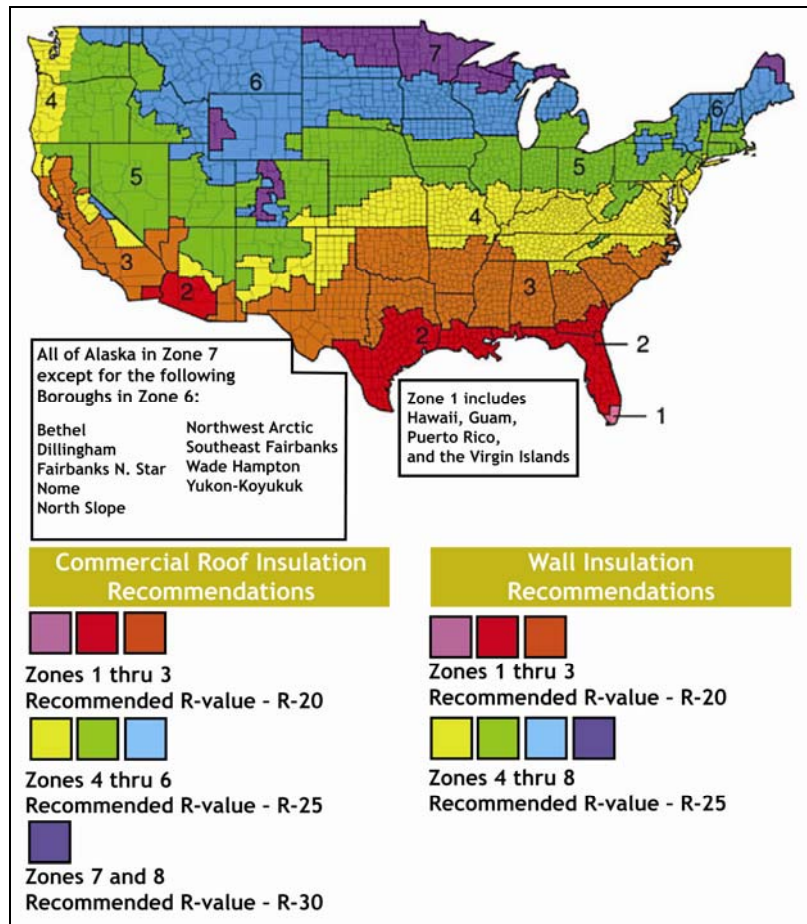 7
6
4
4
6
5
5
4
3
3
2
2
2
1
All of Alaska in Zone 7
except for the following
Boroughs in Zone 6:
Bethel
Dillingham
Fairbanks N. Star
Nome
North Slope
Northwest Arctic
Southeast Fairbanks
Wade Hampton
Yukon-Koyukuk
Zone 1 includes
Hawaii, Guam,
Puerto Rico,
and the Virgin Islands
Commercial Roof Insulation
Recommendations
Zones 1 thru 3
Recommended R-value - R-20
Zones 4 thru 6
Recommended R-value - R-25
Zones 7 and 8
Recommended R-value - R-30
Wall Insulation
Recommendations
Zones 1 thru 3
Recommended R-value - R-20
Zones 4 thru 8
Recommended R-value - R-25